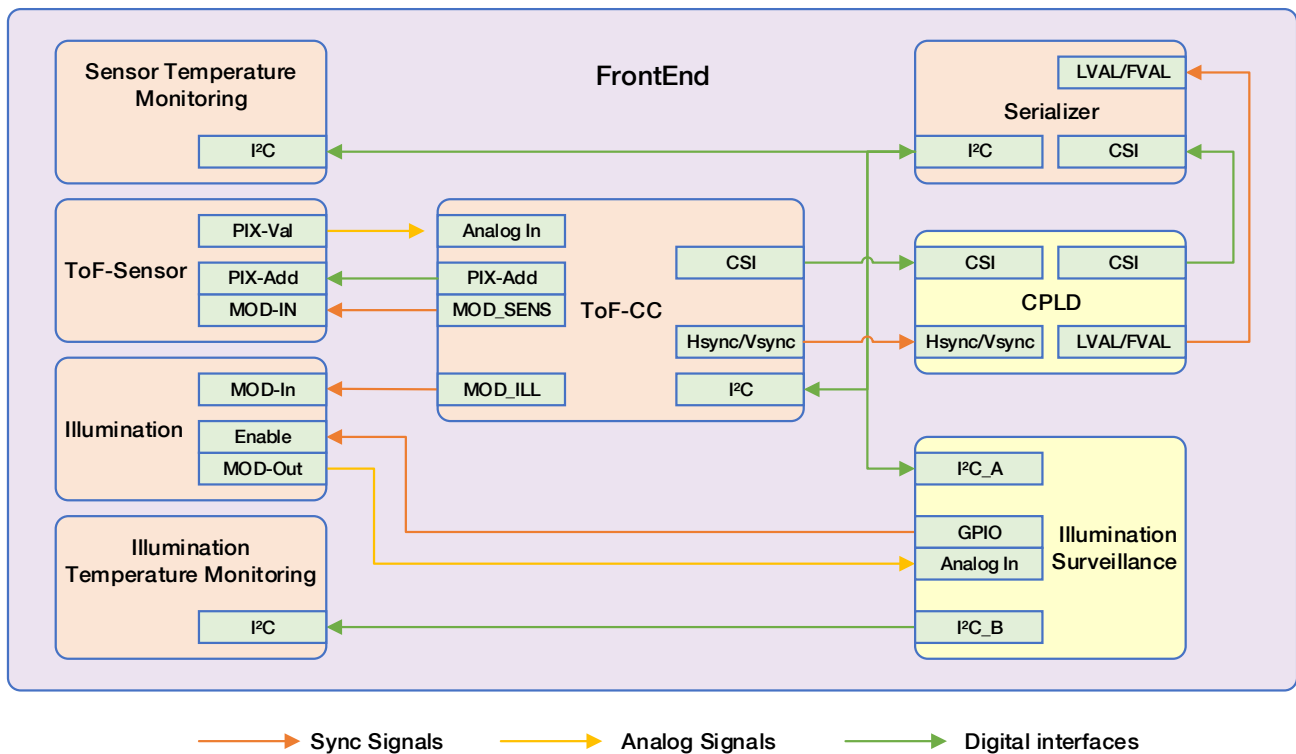 FrontEnd
Sensor Temperature
Monitoring
I²C
ToF-Sensor
PIX-Val
PIX-Add
MOD-IN
Illumination
MOD-In
Enable
MOD-Out
Illumination
Temperature Monitoring
I²C
Analog In
PIX-Add
MOD_SENS
MOD_ILL
ToF-CC
CSI
Hsync/Vsync
I²C
LVAL/FVAL
Serializer
I²C
CSI
CSI
CSI
CPLD
Hsync/Vsync
LVAL/FVAL
I²C_A
GPIO
Analog In
I²C_B
Illumination
Surveillance
Sync Signals
Analog Signals
Digital interfaces